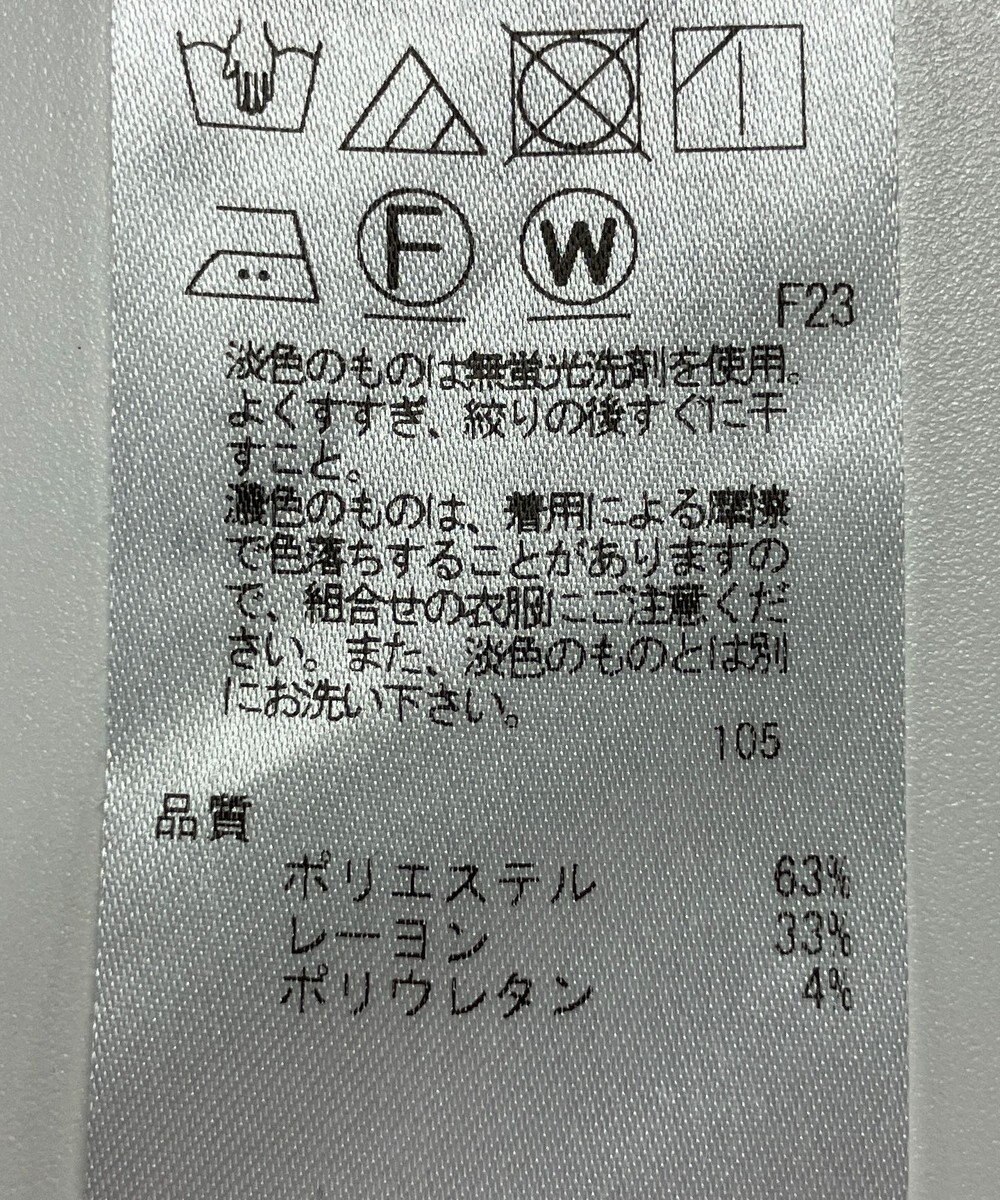 F W
F23
淡色のものは無蛍光洗剤を使用。
よくすすぎ、絞りの後すぐに干
すこと。
濃色のものは、着用による摩擦
で色落ちすることがありますの
で、組合せの衣服にご注意くだ
さい。また、淡色のものとは別
にお洗い下さい。
105
品質
ポリエステル 63%
レーヨン 33%
ポリウレタン 4%